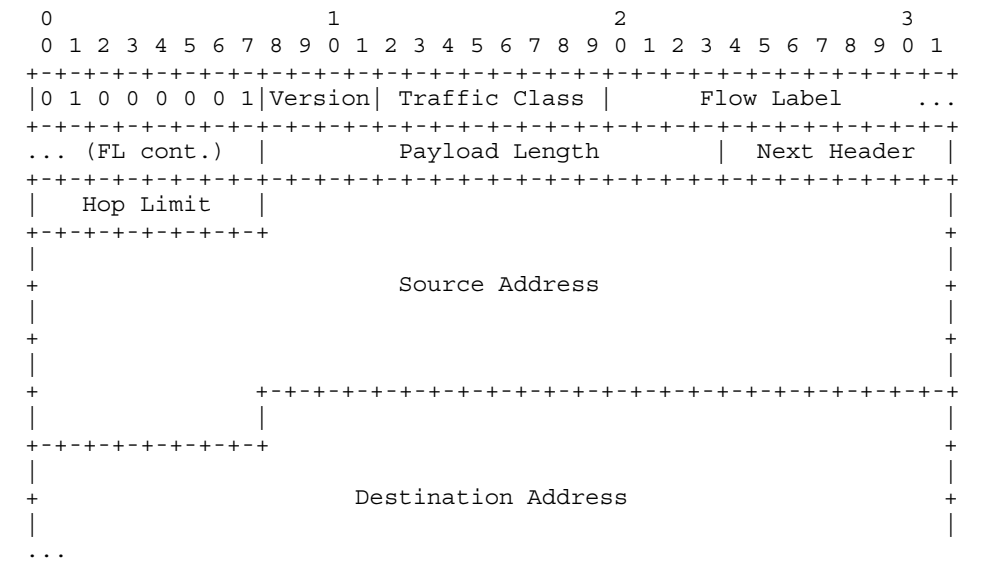 0                   1                   2                   3
 0 1 2 3 4 5 6 7 8 9 0 1 2 3 4 5 6 7 8 9 0 1 2 3 4 5 6 7 8 9 0 1
+-+-+-+-+-+-+-+-+-+-+-+-+-+-+-+-+-+-+-+-+-+-+-+-+-+-+-+-+-+-+-+-+
|0 1 0 0 0 0 0 1|Version| Traffic Class |      Flow Label     ...
+-+-+-+-+-+-+-+-+-+-+-+-+-+-+-+-+-+-+-+-+-+-+-+-+-+-+-+-+-+-+-+-+
... (FL cont.)  |         Payload Length        |  Next Header  |
+-+-+-+-+-+-+-+-+-+-+-+-+-+-+-+-+-+-+-+-+-+-+-+-+-+-+-+-+-+-+-+-+
|   Hop Limit   |                                               |
+-+-+-+-+-+-+-+-+                                               +
|                                                               |
+                         Source Address                        +
|                                                               |
+                                                               +
|                                                               |
+               +-+-+-+-+-+-+-+-+-+-+-+-+-+-+-+-+-+-+-+-+-+-+-+-+
|               |                                               |
+-+-+-+-+-+-+-+-+                                               +
|                                                               |
+                      Destination Address                      +
|                                                               |
...